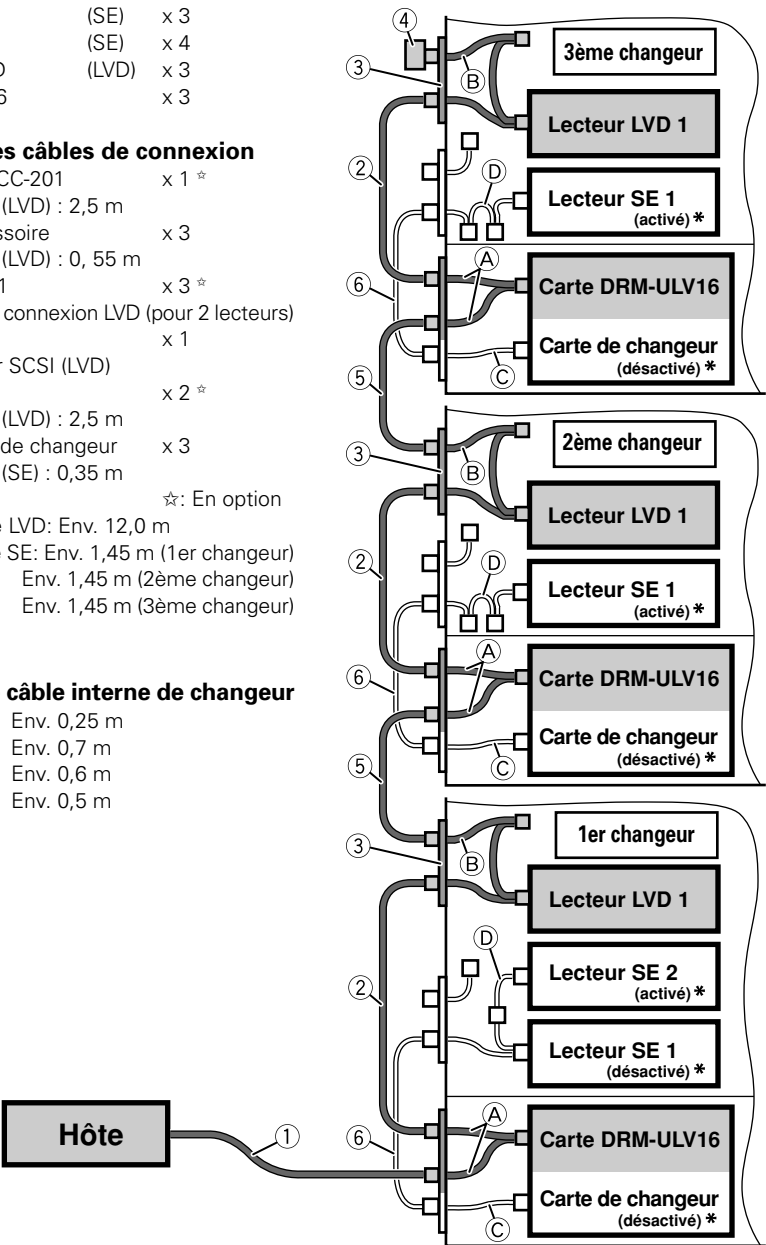 (SE) x 3
(SE) x 4
(LVD) x 3
6 x 3
es câbles de connexion
CC-201 x 1 ☆
(LVD) : 2,5 m
ssoire x 3
(LVD) : 0, 55 m
1 x 3 ☆
connexion LVD (pour 2 lecteurs)
x 1
r SCSI (LVD)
x 2 ☆
(LVD) : 2,5 m
de changeur x 3
(SE) : 0,35 m
☆: En option
e LVD: Env. 12,0 m
e SE: Env. 1,45 m (1er changeur)
Env. 1,45 m (2ème changeur)
Env. 1,45 m (3ème changeur)
câble interne de changeur
Env. 0,25 m
Env. 0,7 m
Env. 0,6 m
Env. 0,5 m
④
③
Ⓑ
3ème changeur
Lecteur LVD 1
②
Ⓓ
Lecteur SE 1
(activé) *
Ⓐ
⑥
Carte DRM-ULV16
Carte de changeur
(désactivé) *
Ⓒ
⑤
③
Ⓑ
2ème changeur
Lecteur LVD 1
②
Ⓓ
Lecteur SE 1
(activé) *
Ⓐ
⑥
Carte DRM-ULV16
Carte de changeur
(désactivé) *
Ⓒ
⑤
③
Ⓑ
1er changeur
Lecteur LVD 1
Ⓓ
②
Lecteur SE 2
(activé) *
Lecteur SE 1
(désactivé) *
Hôte
①
⑥
Ⓐ
Carte DRM-ULV16
Carte de changeur
(désactivé) *
Ⓒ